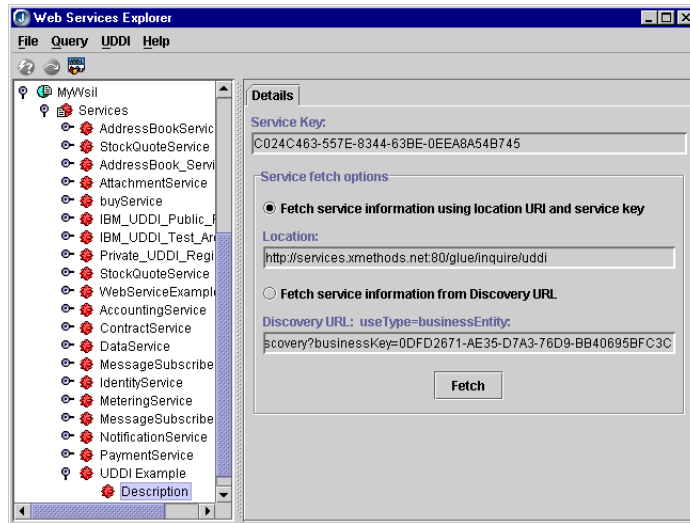 Web Services Explorer
File Query UDDI Help
MyWsil
Services
AddressBookServic
StockQuoteService
AddressBook_Servi
AttachmentService
buyService
IBM_UDDI_Public_
IBM_UDDI_Test_Are
Private_UDDI_Regi
StockQuoteService
WebServiceExample
AccountingService
ContractService
DataService
MessageSubscribe
IdentityService
MeteringService
MessageSubscribe
NotificationService
PaymentService
UDDI Example
Description
Details
Service Key:
C024C463-557E-8344-63BE-0EEA8A54B745
Service fetch options
Fetch service information using location URI and service key
Location:
http://services.xmethods.net:80/glue/inquire/uddi
Fetch service information from Discovery URL
Discovery URL: useType=businessEntity:
scovery?businessKey=0DFD2671-AE35-D7A3-76D9-BB40695BFC3C
Fetch